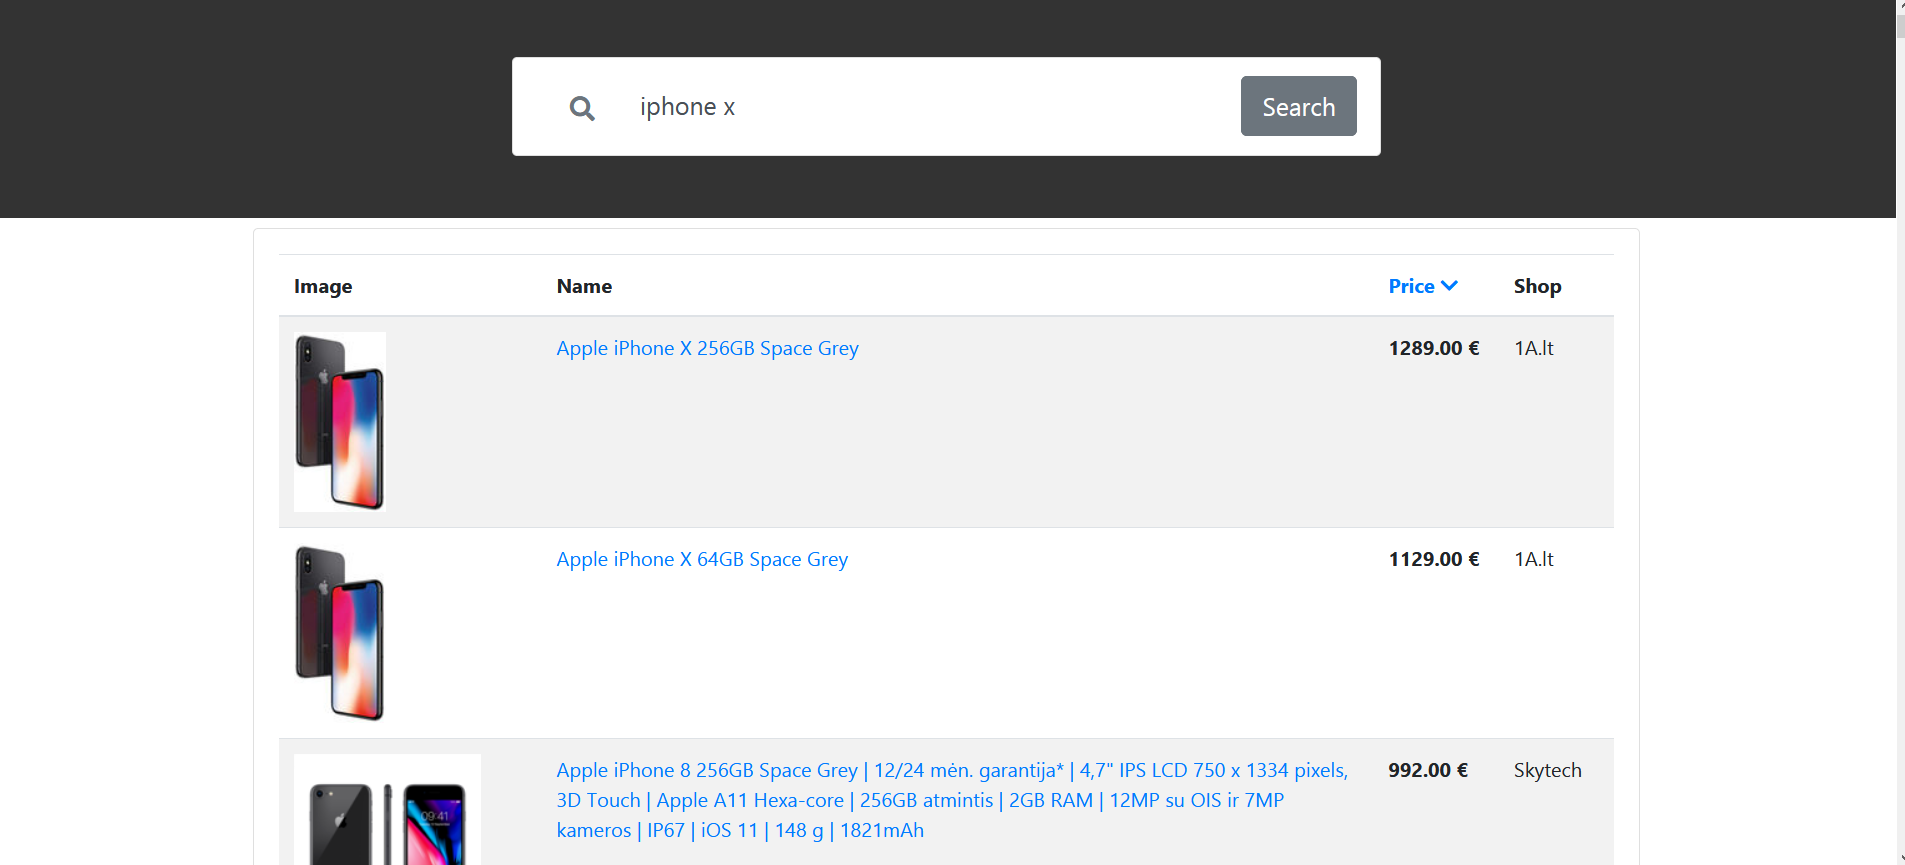 iphone x
Search
Image Name Price Shop
Apple iPhone X 256GB Space Grey 1289.00 € 1A.lt
Apple iPhone X 64GB Space Grey 1129.00 € 1A.lt
Apple iPhone 8 256GB Space Grey | 12/24 mėn. garantija* | 4,7" IPS LCD 750 x 1334 pixels, 992.00 € Skytech
3D Touch | Apple A11 Hexa-core | 256GB atmintis | 2GB RAM | 12MP su OIS ir 7MP
kameros | IP67 | iOS 11 | 148 g | 1821mAh
09:41